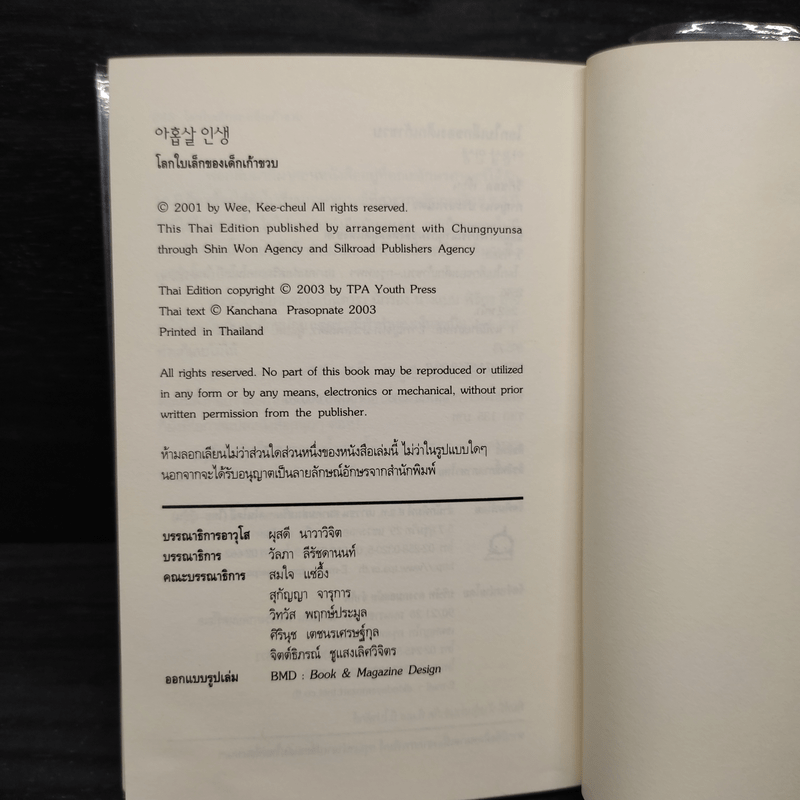 아홉살 인생
โลกใบเล็กของเด็กเก้าขวบ
© 2001 by Wee, Kee-cheul All rights reserved.
This Thai Edition published by arrangement with Chungnyunsa
through Shin Won Agency and Silkroad Publishers Agency
Thai Edition copyright © 2003 by TPA Youth Press
Thai text © Kanchana Prasopnate 2003
Printed in Thailand
All rights reserved. No part of this book may be reproduced or utilized
in any form or by any means, electronics or mechanical, without prior
written permission from the publisher.
ห้ามลอกเลียนไม่ว่าส่วนใดส่วนหนึ่งของหนังสือเล่มนี้ ไม่ว่าในรูปแบบใดๆ
นอกจากจะได้รับอนุญาตเป็นลายลักษณ์อักษรจากสำนักพิมพ์
บรรณาธิการอาวุโส ผุสดี นาวาวิจิต
บรรณาธิการ วัลภา ลีรัชดานนท์
คณะบรรณาธิการ สมใจ แซ่อึ้ง
สุกัญญา จารุการ
วิทวัส พฤกษ์ประมูล
ศิรินุช เตชนรเศรษฐ์กุล
จิตต์ธิภรณ์ ชูแสงเลิศวิจิตร
ออกแบบรูปเล่ม BMD : Book & Magazine Design